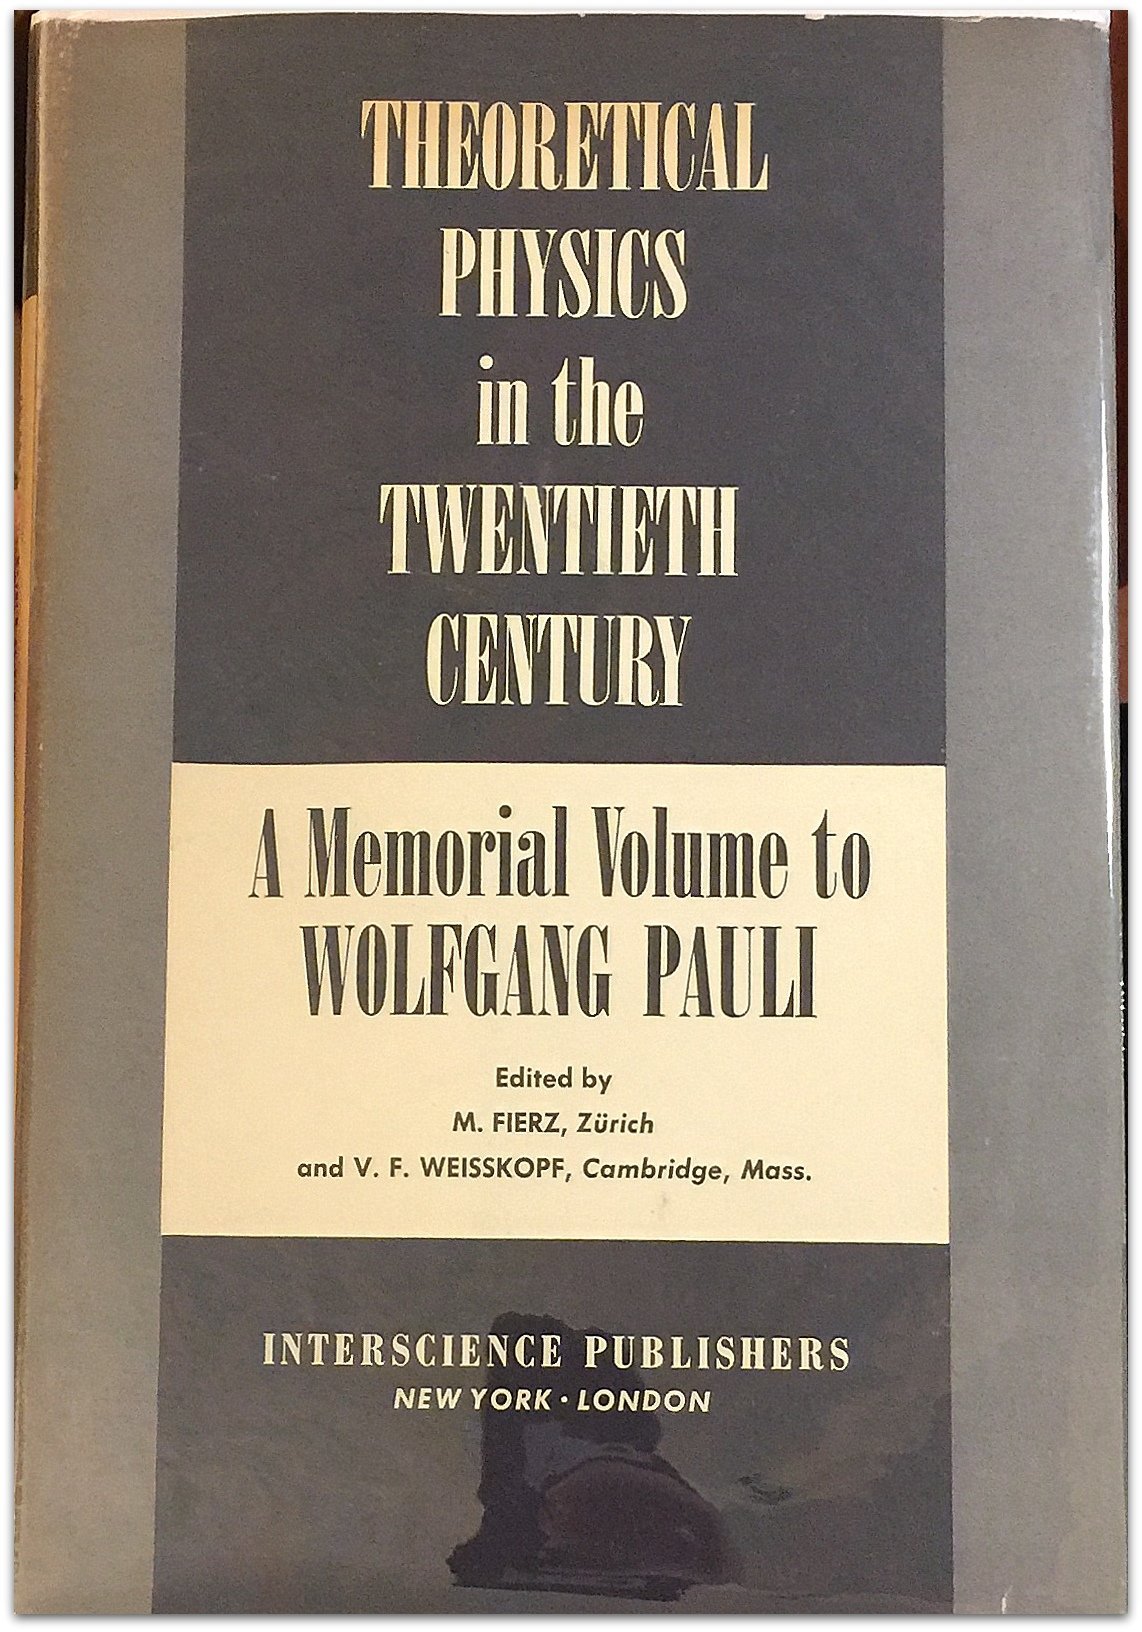 THEORETICAL
PHYSICS
in the
TWENTIETH
CENTURY
A Memorial Volume to
WOLFGANG PAULI
Edited by
M. FIERZ, Zürich
and V. F. WEISSKOPF, Cambridge, Mass.
INTERSCIENCE PUBLISHERS
NEW YORK · LONDON